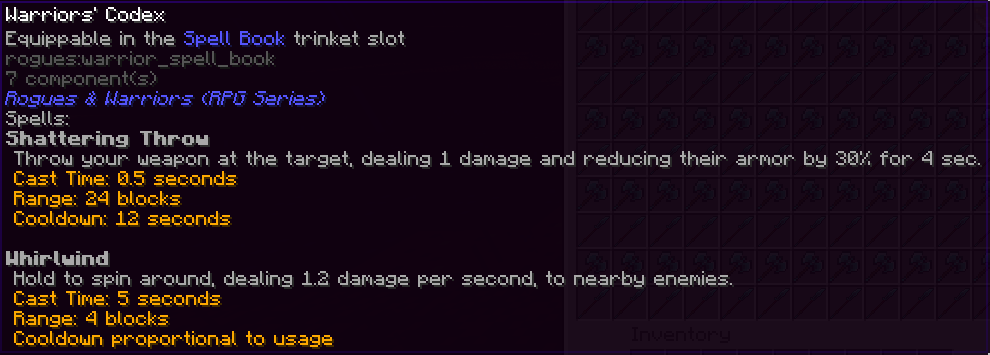 Warriors' Codex
Equippable in the Spell Book trinket slot
rogues:warrior_spell_book
7 component(s)
Rogues & Warriors (RPG Series)
Spells:
Shattering Throw
Throw your weapon at the target, dealing 1 damage and reducing their armor by 30% for 4 sec.
Cast Time: 0.5 seconds
Range: 24 blocks
Cooldown: 12 seconds
Whirlwind
Hold to spin around, dealing 1.2 damage per second, to nearby enemies.
Cast Time: 5 seconds
Range: 4 blocks
Cooldown proportional to usage
Inventory